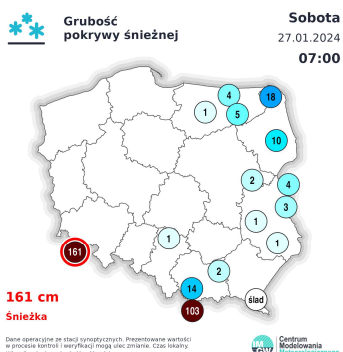 Grubość
pokrywy śnieżnej
Sobota
27.01.2024
07:00
4
18
1
5
10
2
4
3
1
1
1
161
2
14
103
ślad
161 cm
Śnieżka
Dane operacyjne ze stacji synoptycznych. Prezentowane wartości
w procesie kontroli i weryfikacji mogą ulec zmianie. Czas lokalny.
Centrum
Modelowania